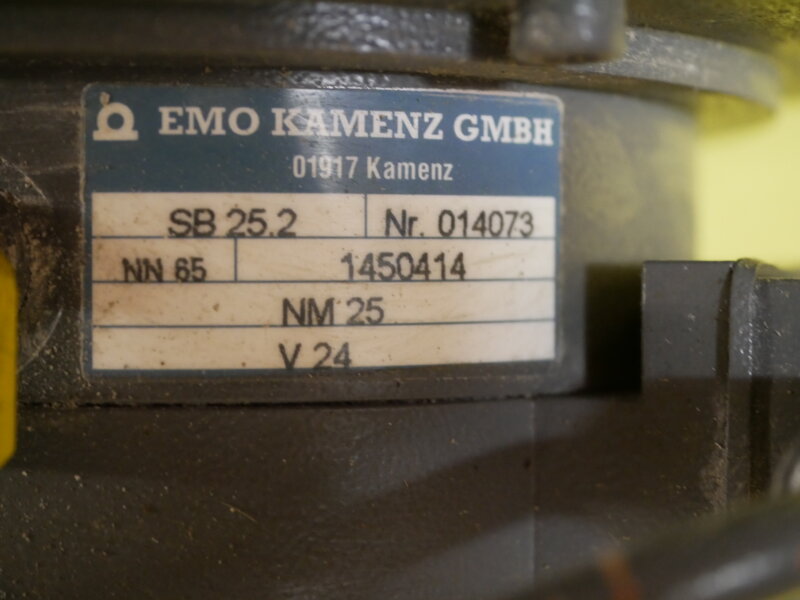 EMO KAMENZ GMBH
01917 Kamenz
SB 25.2 Nr. 014073
NN 65 1450414
NM 25
V 24